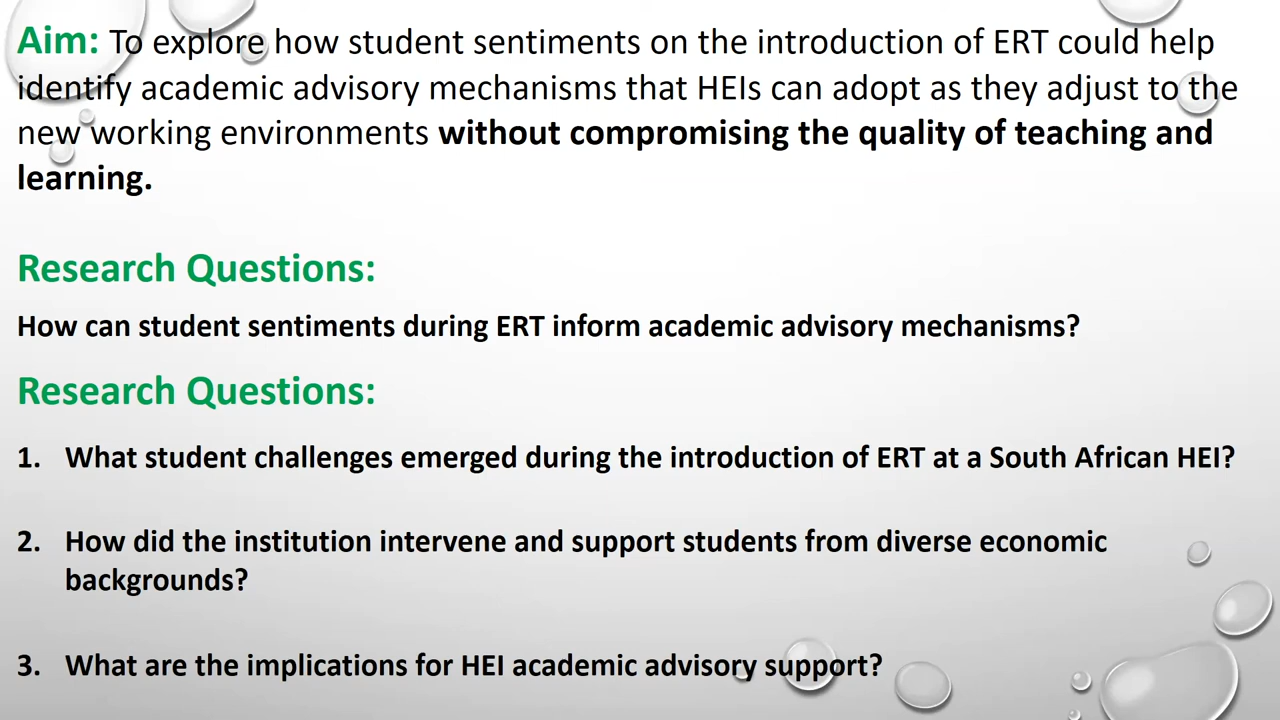 Aim: To explore how student sentiments on the introduction of ERT could help
identify academic advisory mechanisms that HEIs can adopt as they adjust to the
new working environments without compromising the quality of teaching and
learning.
Research Questions:
How can student sentiments during ERT inform academic advisory mechanisms?
Research Questions:
1. What student challenges emerged during the introduction of ERT at a South African HEI?
2. How did the institution intervene and support students from diverse economic
backgrounds?
3. What are the implications for HEI academic advisory support?